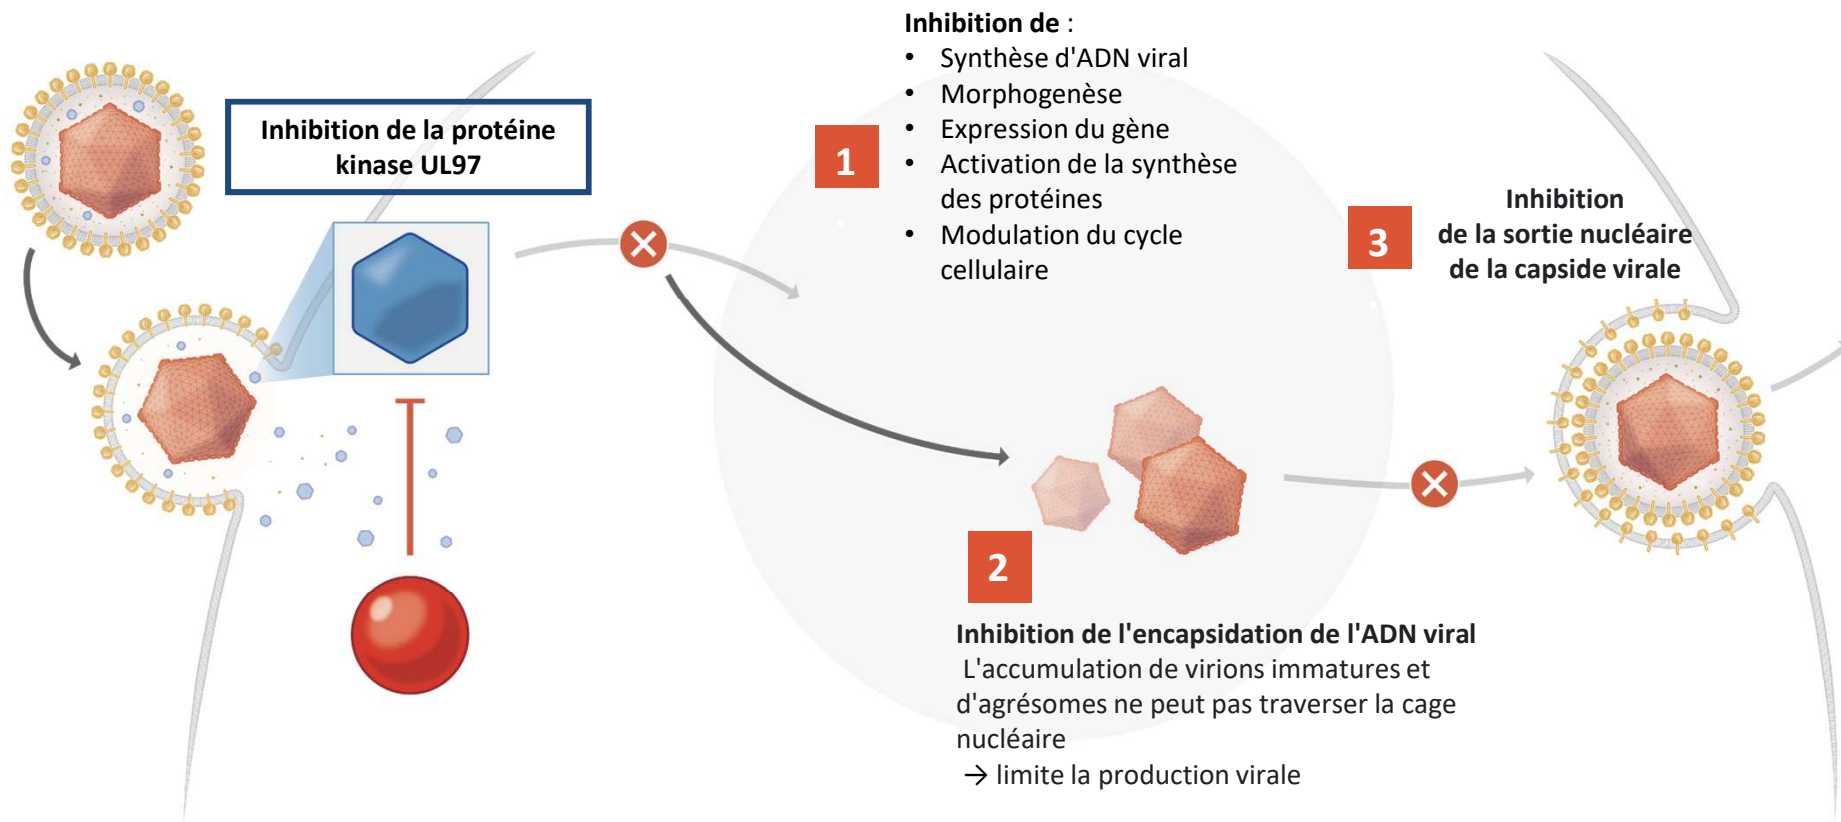 Inhibition de la protéine
kinase UL97
Inhibition de :
• Synthèse d'ADN viral
• Morphogenèse
• Expression du gène
• Activation de la synthèse
des protéines
• Modulation du cycle
cellulaire
1
3
Inhibition
de la sortie nucléaire
de la capside virale
2
Inhibition de l'encapsidation de l'ADN viral
L'accumulation de virions immatures et
d'agrésomes ne peut pas traverser la cage
nucléaire
→ limite la production virale